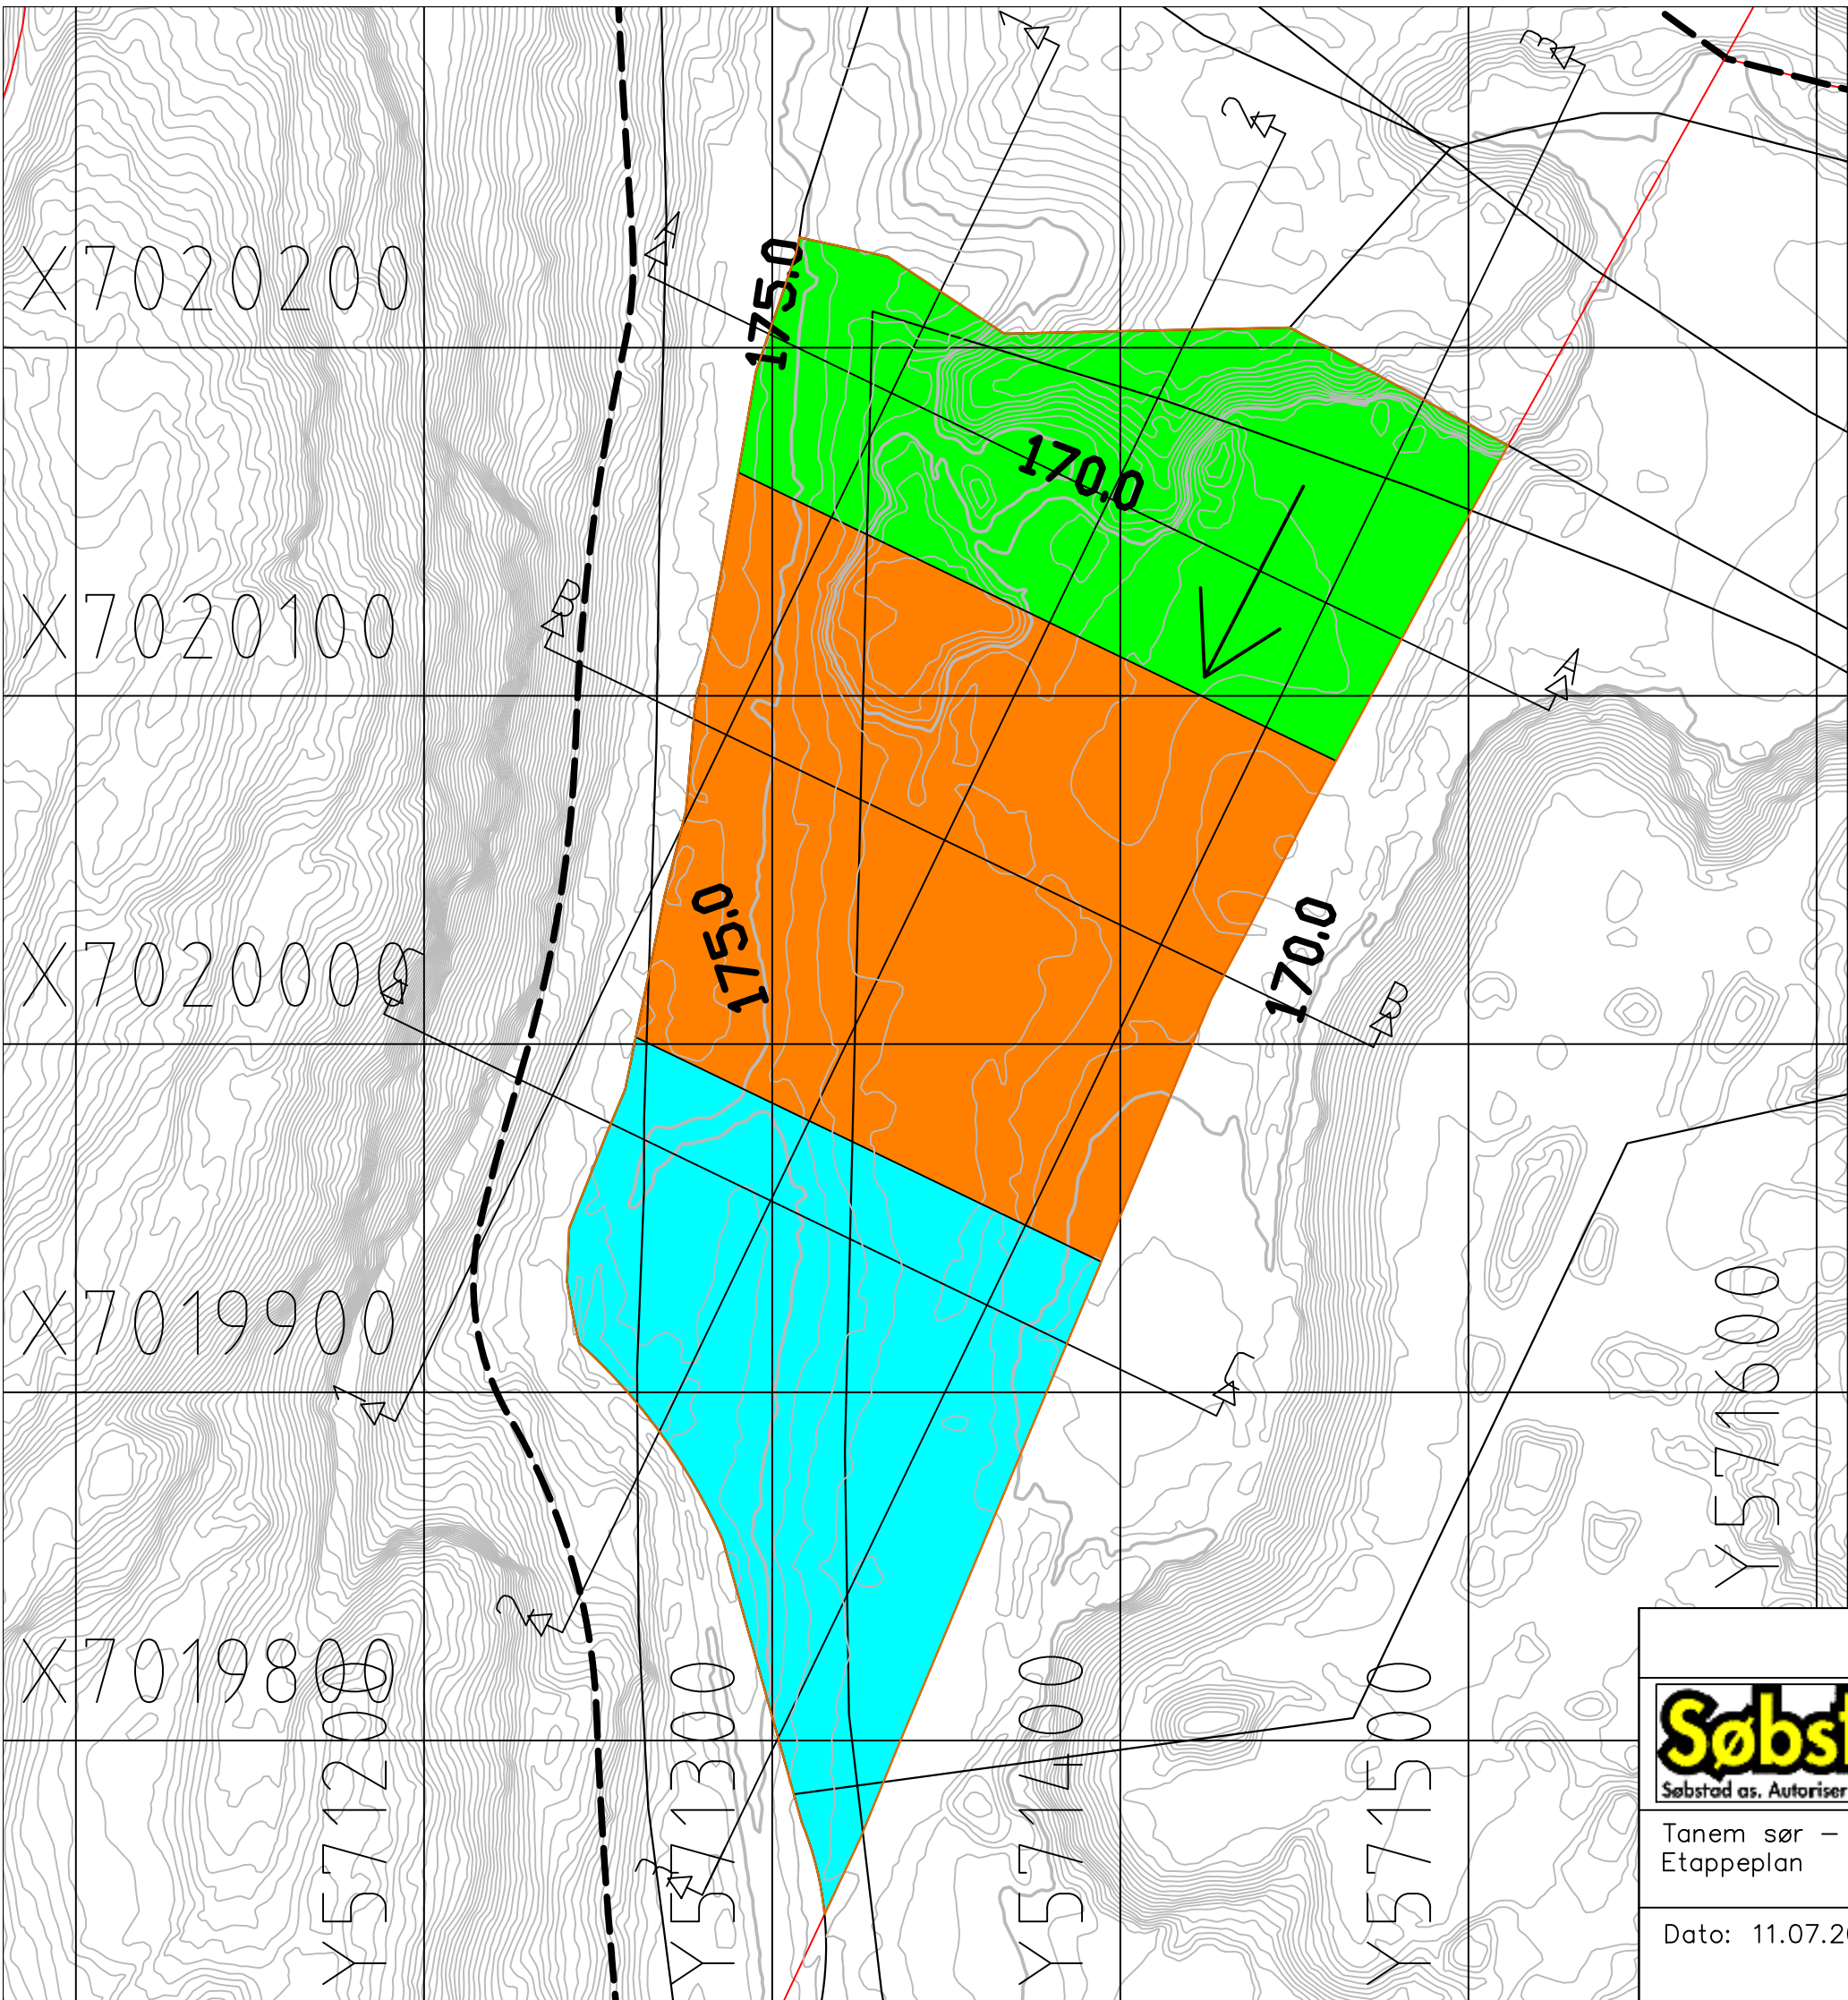 1
3
2
A
X7020200
175.0
170.0
B
X7020100
A
175.0
170.0
X7020000
B
X7019900
Y571600
1
2
X7019800
Y571200
Y571300
Y571400
Y571500
3
Søbst
Søbstad as. Autoriser
Tanem sør –
Etappeplan
Dato: 11.07.20